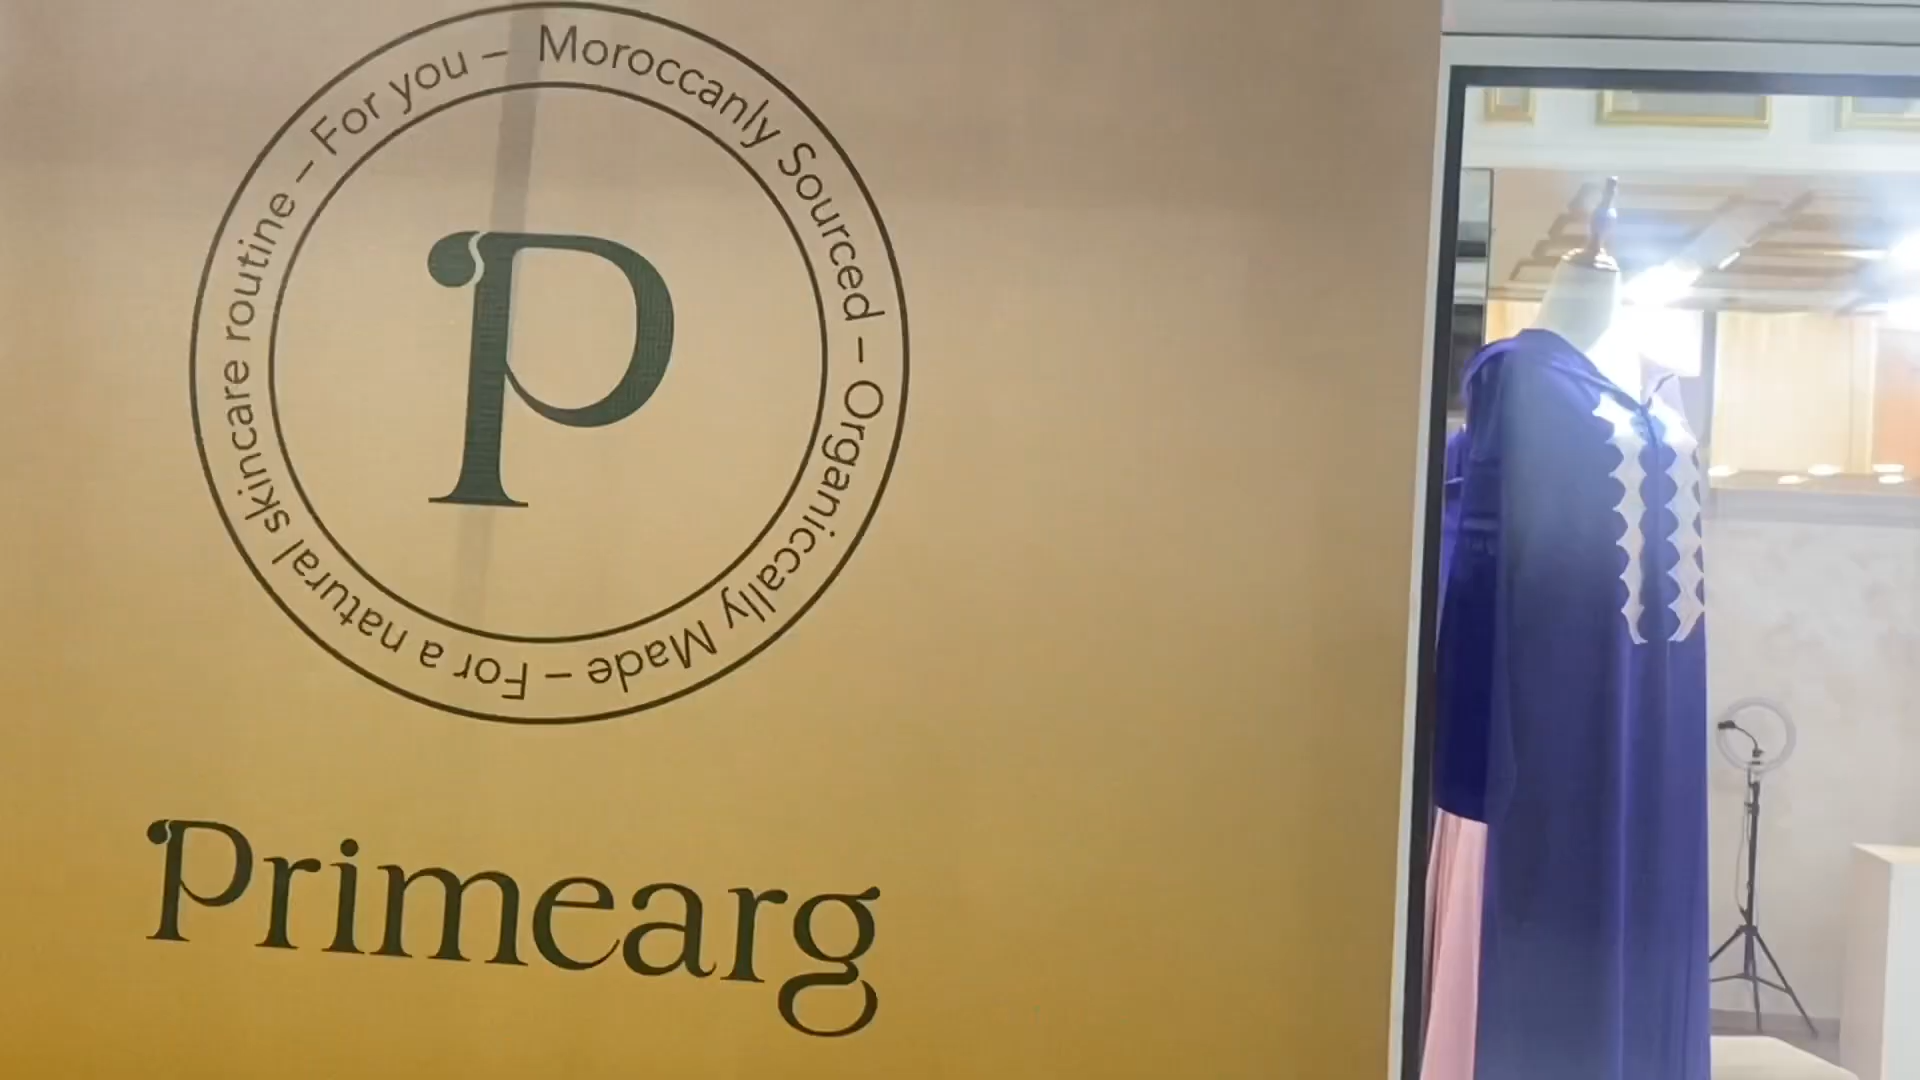 Moroccanly Sourced – Organiccally Made – For a natural skincare routine – For you –
P
Primearg